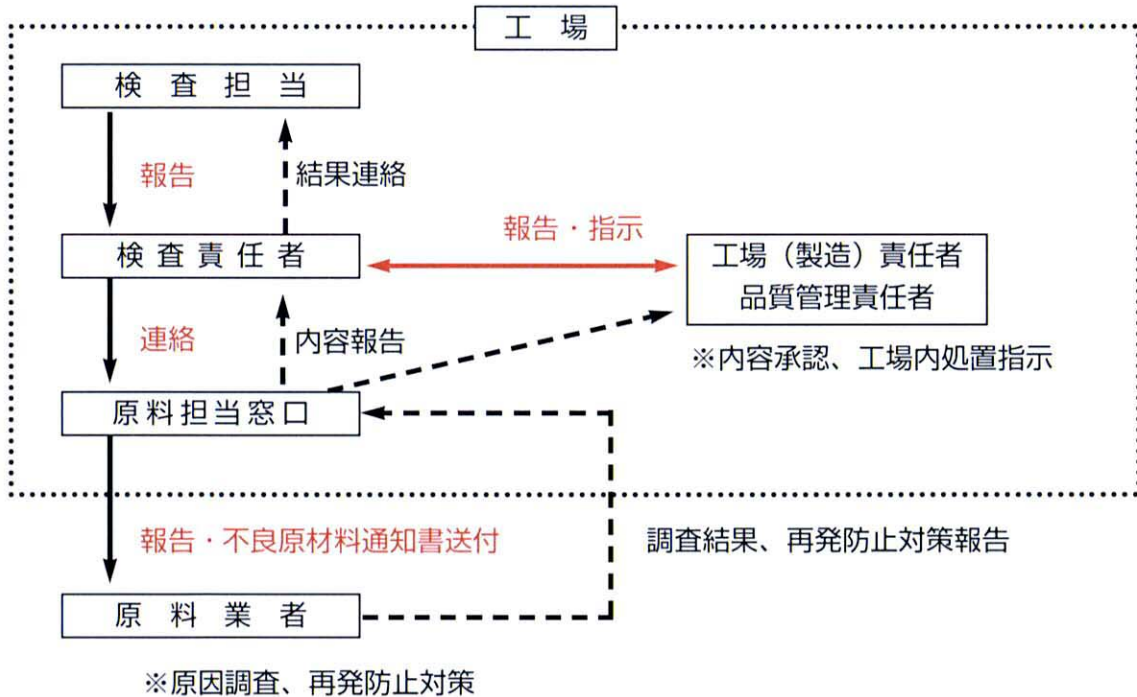 工場
検査担当
報告
結果連絡
検査責任者
報告・指示
工場（製造）責任者
品質管理責任者
連絡
内容報告
※内容承認、工場内処置指示
原料担当窓口
報告・不良原材料通知書送付
調査結果、再発防止対策報告
原料業者
※原因調査、再発防止対策